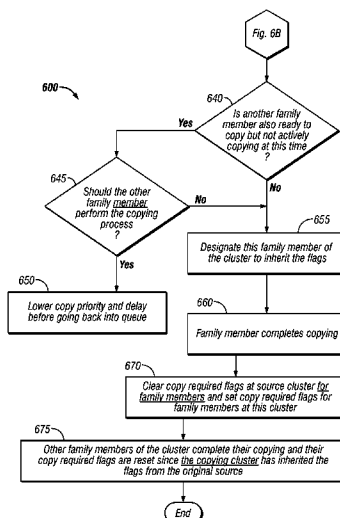 Fig. 6B
600
640
Is another family
member also ready to
copy but not actively
copying at this time
?
Yes
No
645
Should the other
family member
perform the copying
process
?
No
Yes
655
Designate this family member of
the cluster to inherit the flags
650
Lower copy priority and delay
before going back into queue
660
Family member completes copying
670
Clear copy required flags at source cluster for
family members and set copy required flags for
family members at this cluster
675
Other family members of the cluster complete their copying and their
copy required flags are reset since the copying cluster has inherited the
flags from the original source
End